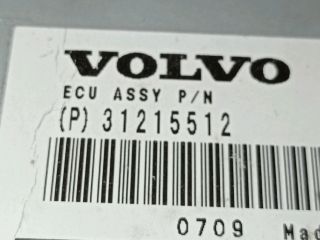 VOLVO
ECU ASSY P/N
(P) 31215512
0709 Mad